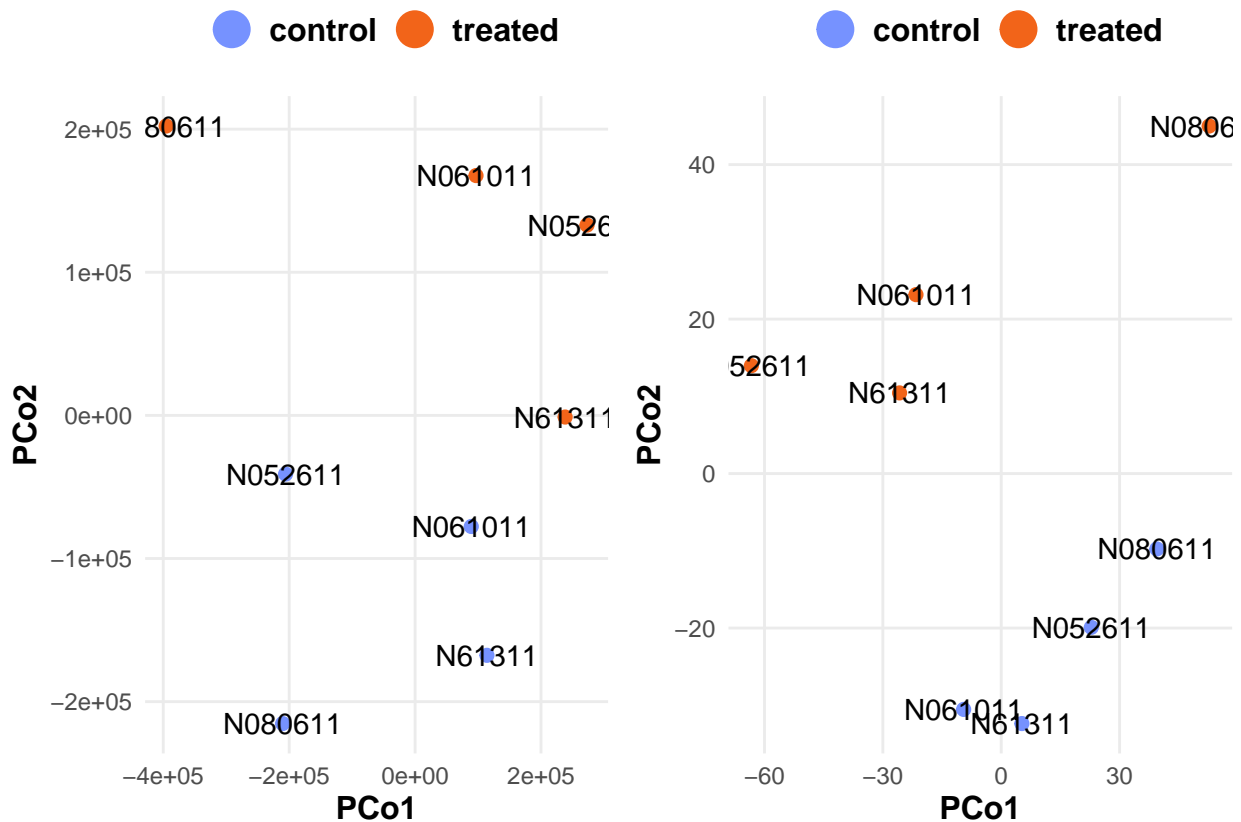 control treated
2e+05
1e+05
0e+00
−1e+05
−2e+05
80611
N061011
N0526
N61311
N052611
N061011
N61311
N080611
−4e+05 −2e+05 0e+00 2e+05
PCo1
PCo2
control treated
40
20
0
−20
N0806
N061011
52611
N61311
N080611
N052611
N061011
N61311
−60 −30 0 30
PCo1
PCo2